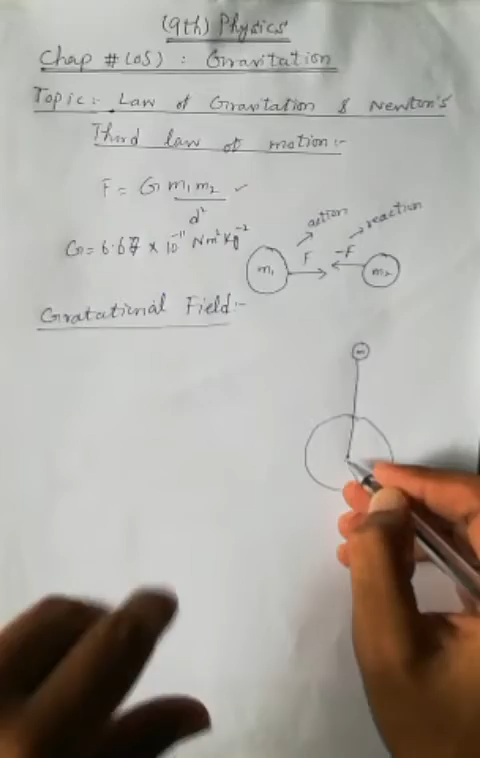 (9th) Physics
Chap # (05) : Gravitation
Topic:- Law of Gravitation & Newton's
Third law of motion:-
F = G m₁m₂ / d²
G = 6.67 × 10⁻¹¹ Nm²kg⁻²
action
reaction
m₁ F -F m₂
Gratational Field:-
m